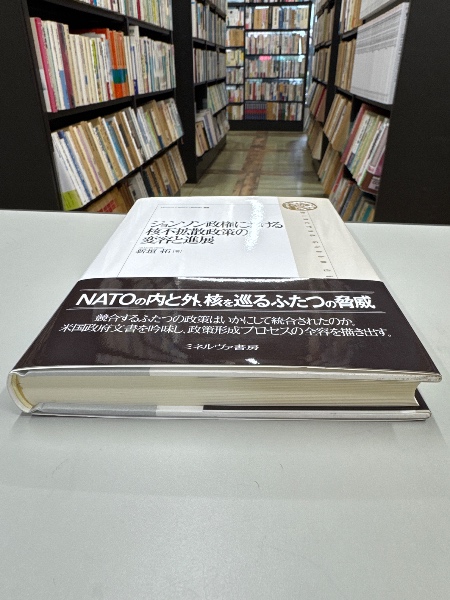 ジョンソン政権における
核不拡散政策の
変容と進展
新垣 拓 [著]
NATOの内と外、核を巡るふたつの脅威
競合するふたつの政策はいかにして統合されたのか。
米国政府文書を吟味し、政策形成プロセスの全容を描き出す。
ミネルヴァ書房